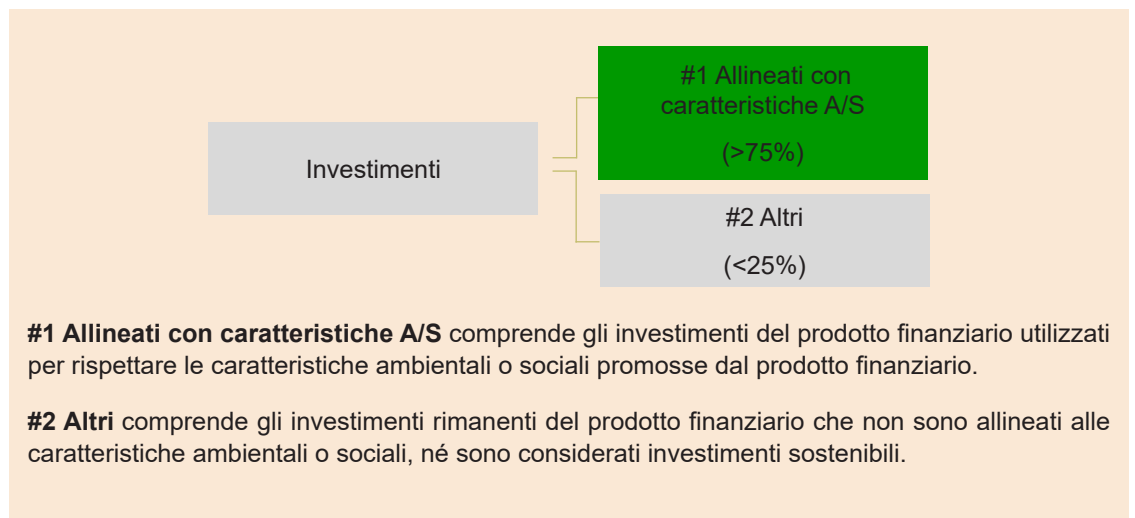 #1 Allineati con
caratteristiche A/S
(>75%)
Investimenti
#2 Altri
(<25%)
#1 Allineati con caratteristiche A/S comprende gli investimenti del prodotto finanziario utilizzati
per rispettare le caratteristiche ambientali o sociali promosse dal prodotto finanziario.
#2 Altri comprende gli investimenti rimanenti del prodotto finanziario che non sono allineati alle
caratteristiche ambientali o sociali, né sono considerati investimenti sostenibili.